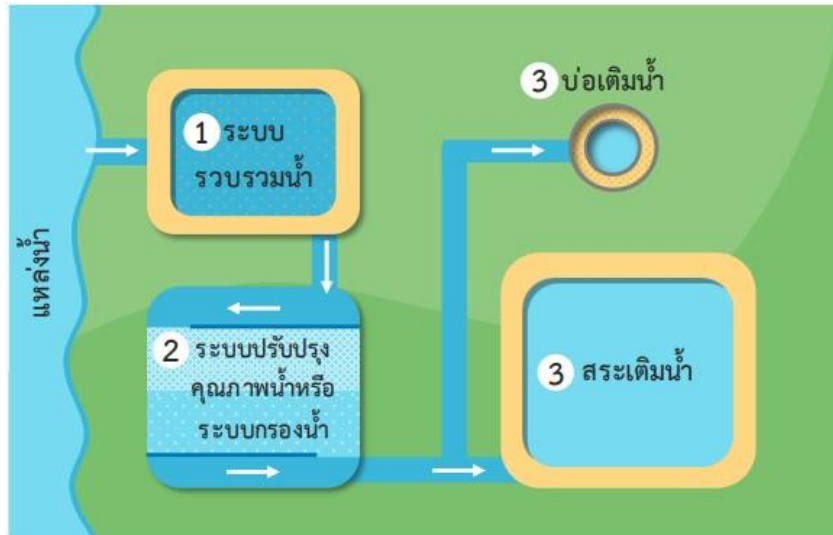 แหล่งน้ำ
1 ระบบ
รวบรวมน้ำ
2 ระบบปรับปรุง
คุณภาพน้ำหรือ
ระบบกรองน้ำ
3 บ่อเติมน้ำ
3 สระเติมน้ำ